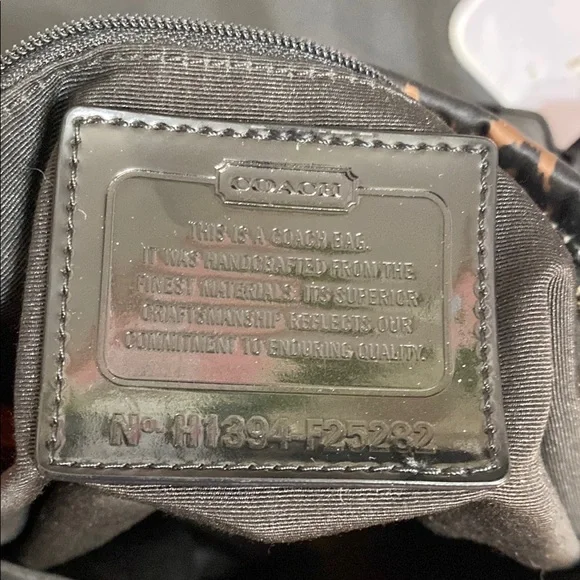 COACH
THIS IS A COACH BAG.
IT WAS HANDCRAFTED FROM THE
FINEST MATERIALS. ITS SUPERIOR
CRAFTSMANSHIP REFLECTS OUR
COMMITMENT TO ENDURING QUALITY.
Nº H1394-F25282